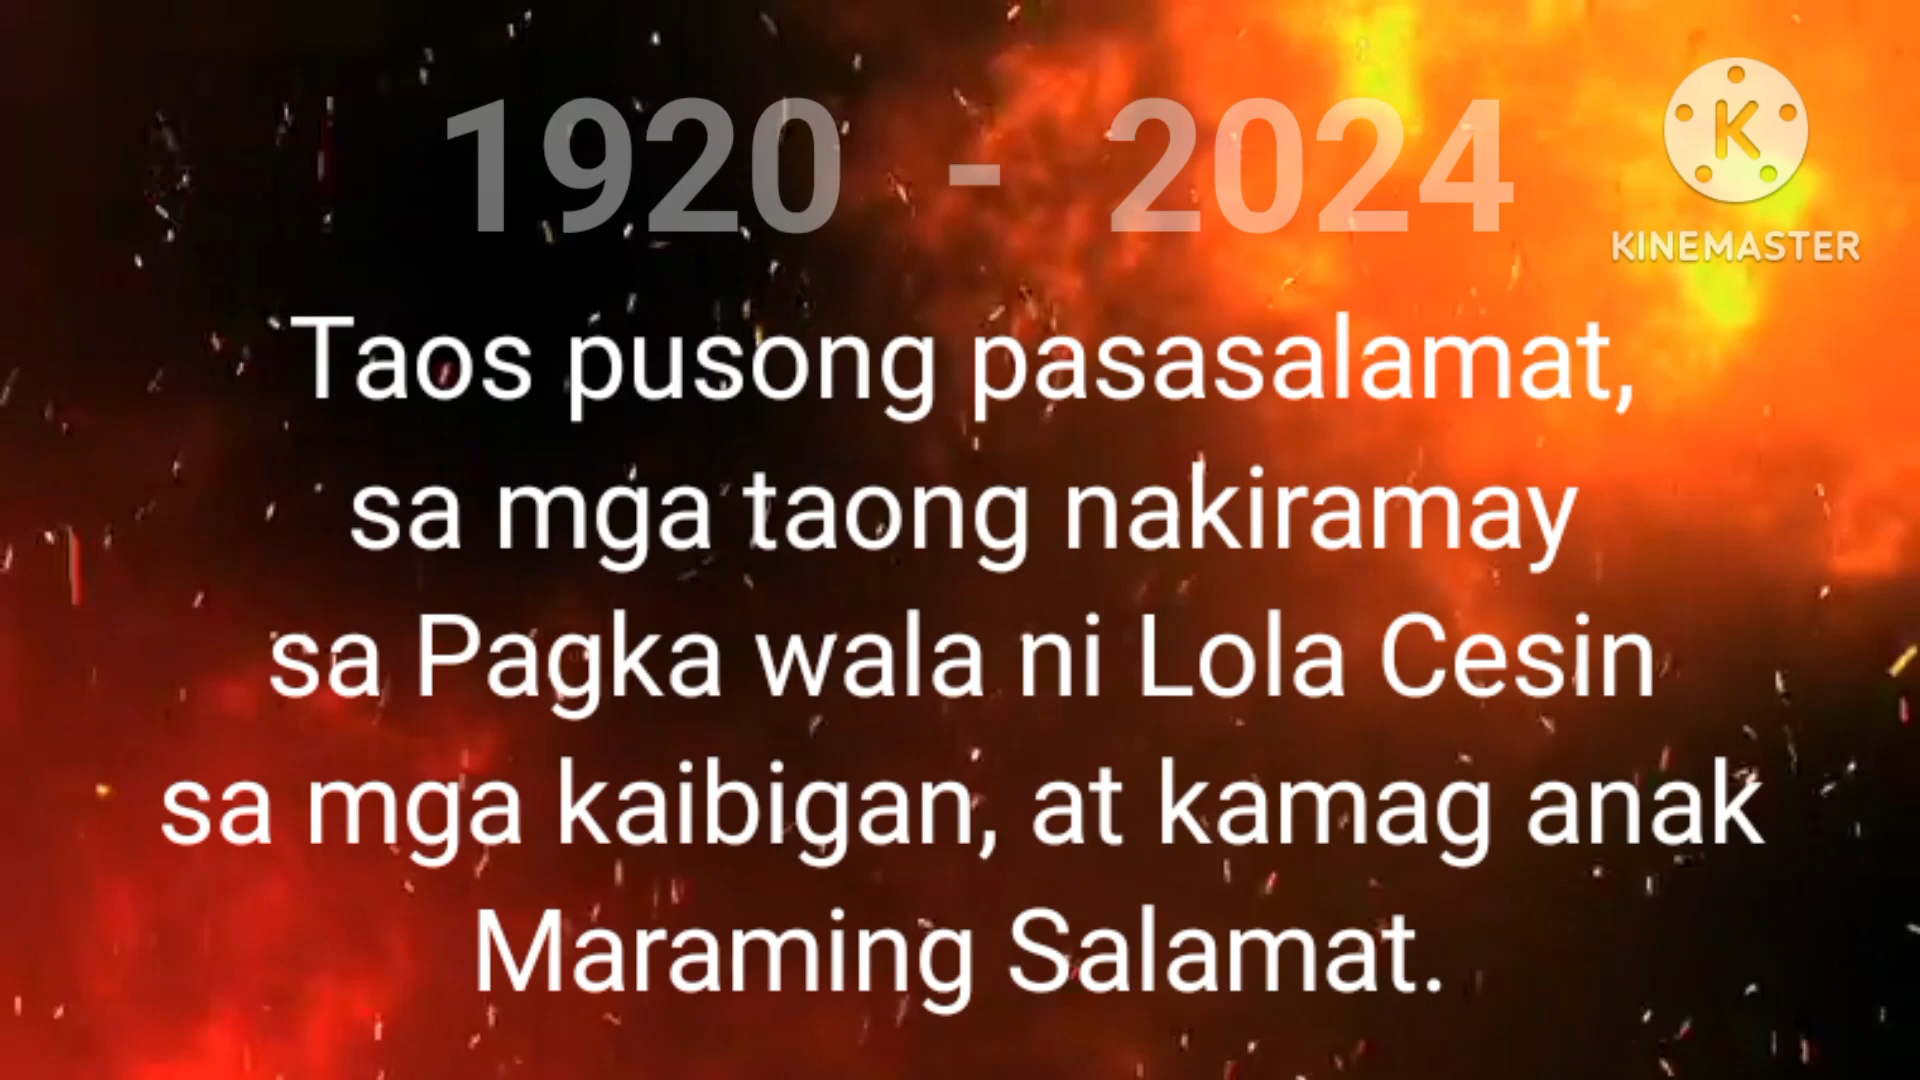 1920 - 2024
KINEMASTER
Taos pusong pasasalamat,
sa mga taong nakiramay
sa Pagka wala ni Lola Cesin
sa mga kaibigan, at kamag anak
Maraming Salamat.